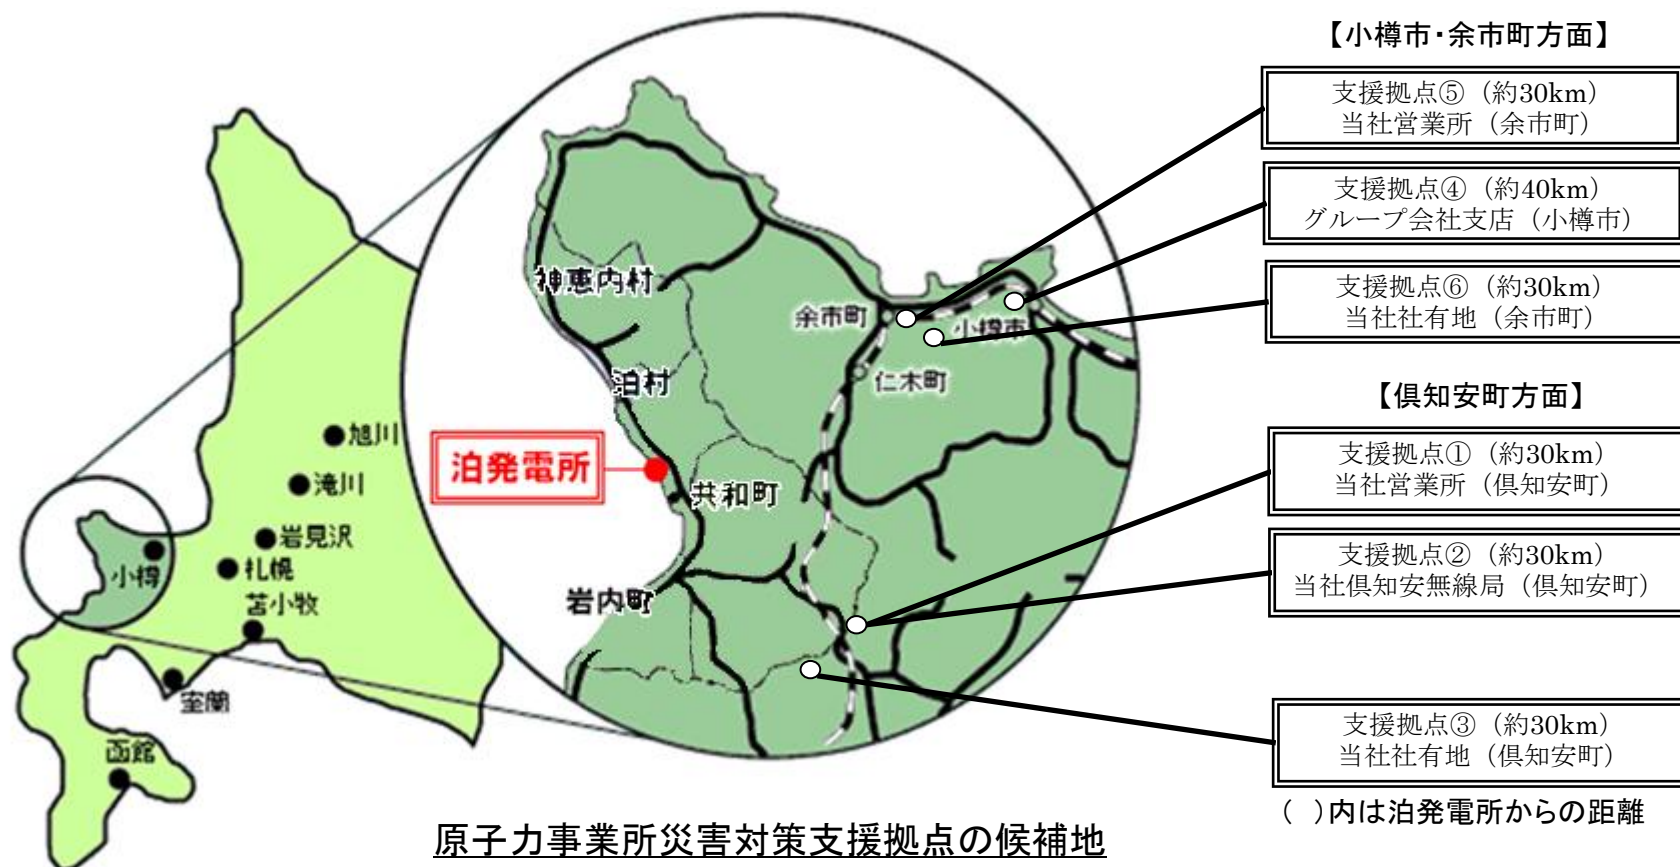 【小樽市・余市町方面】
支援拠点⑤（約30km）
当社営業所（余市町）
支援拠点④（約40km）
グループ会社支店（小樽市）
支援拠点⑥（約30km）
当社社有地（余市町）
【倶知安町方面】
支援拠点①（約30km）
当社営業所（倶知安町）
支援拠点②（約30km）
当社倶知安無線局（倶知安町）
支援拠点③（約30km）
当社社有地（倶知安町）
（ ）内は泊発電所からの距離
神恵内村
余市町
小樽市
仁木町
泊村
泊発電所
共和町
岩内町
旭川
滝川
岩見沢
小樽
札幌
苫小牧
室蘭
函館
原子力事業所災害対策支援拠点の候補地